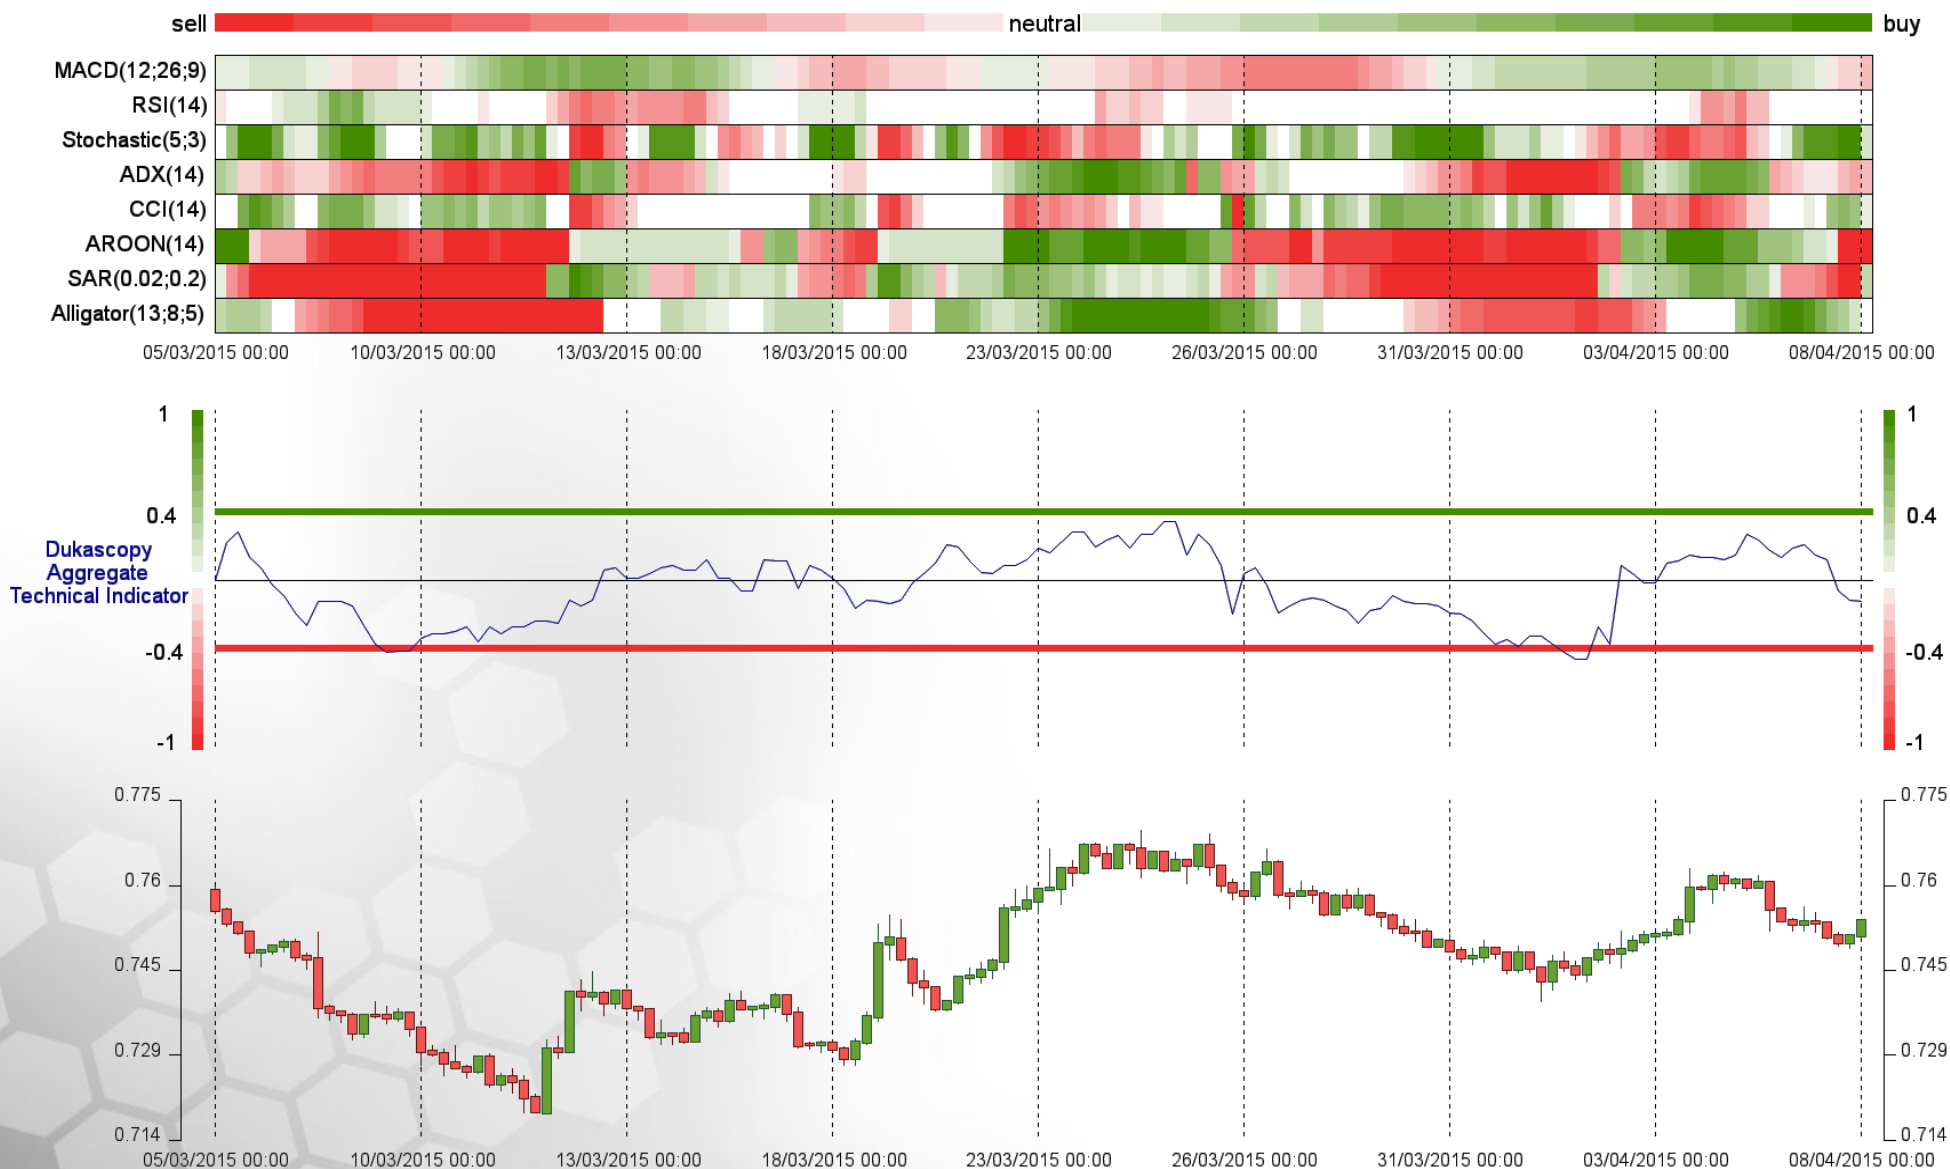 sell neutral buy
MACD(12;26;9)
RSI(14)
Stochastic(5;3)
ADX(14)
CCI(14)
AROON(14)
SAR(0.02;0.2)
Alligator(13;8;5)
05/03/2015 00:00 10/03/2015 00:00 13/03/2015 00:00 18/03/2015 00:00 23/03/2015 00:00 26/03/2015 00:00 31/03/2015 00:00 03/04/2015 00:00 08/04/2015 00:00
1 1
0.4 0.4
Dukascopy
Aggregate
Technical Indicator
-0.4 -0.4
-1 -1
0.775 0.775
0.76 0.76
0.745 0.745
0.729 0.729
0.714 0.714
05/03/2015 00:00 10/03/2015 00:00 13/03/2015 00:00 18/03/2015 00:00 23/03/2015 00:00 26/03/2015 00:00 31/03/2015 00:00 03/04/2015 00:00 08/04/2015 00:00